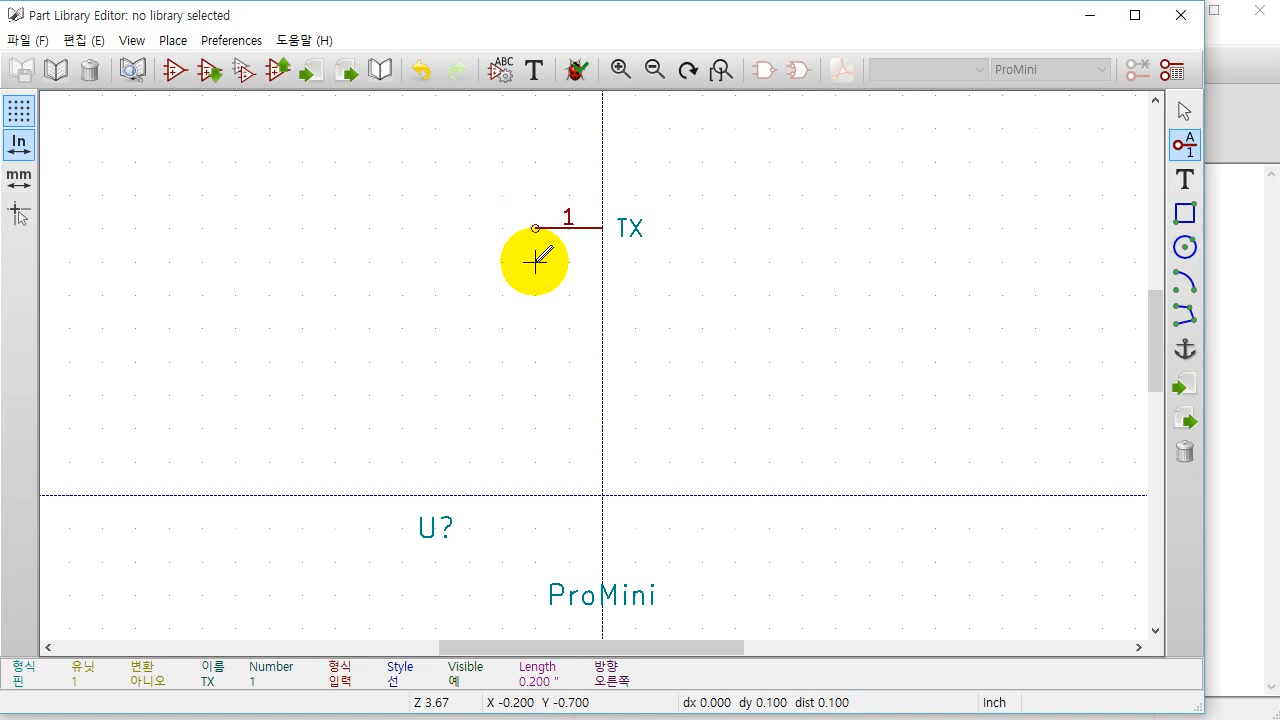 Part Library Editor: no library selected
파일 (F) 편집 (E) View Place Preferences 도움말 (H)
ABC T ProMini
In
mm
A
1
T
1 TX
U?
ProMini
형식 유닛 변환 이름 Number 형식 Style Visible Length 방향
핀 1 아니오 TX 1 입력 선 예 0.200 " 오른쪽
Z 3.67 X -0.200 Y -0.700 dx 0.000 dy 0.100 dist 0.100 Inch